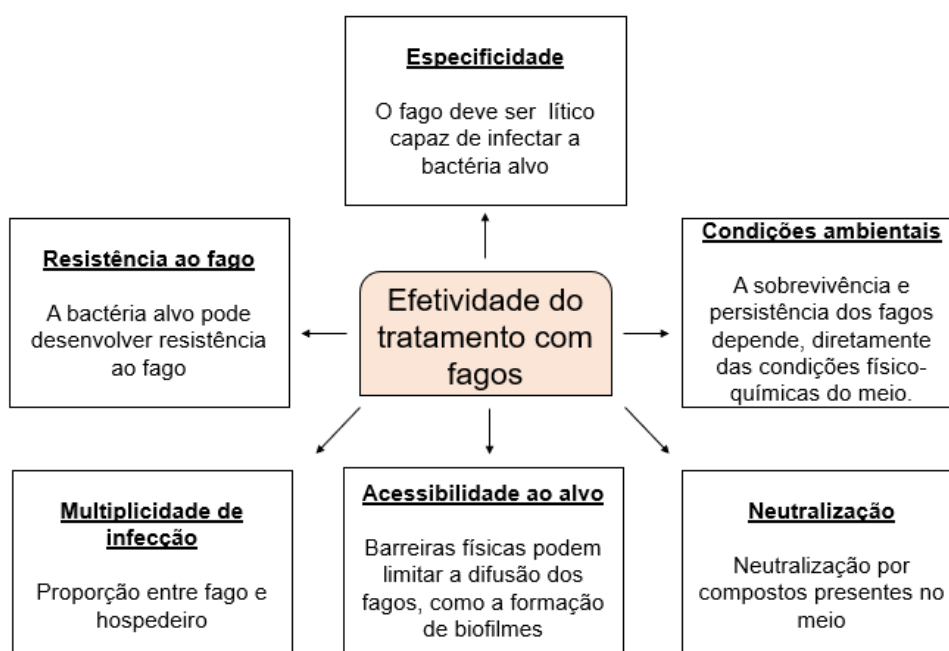 Especificidade
O fago deve ser lítico
capaz de infectar a
bactéria alvo
Resistência ao fago
A bactéria alvo pode
desenvolver resistência
ao fago
Efetividade do
tratamento com
fagos
Condições ambientais
A sobrevivência e
persistência dos fagos
depende, diretamente
das condições físico-
químicas do meio.
Multiplicidade de
infecção
Proporção entre fago e
hospedeiro
Acessibilidade ao alvo
Barreiras físicas podem
limitar a difusão dos
fagos, como a formação
de biofilmes
Neutralização
Neutralização por
compostos presentes no
meio